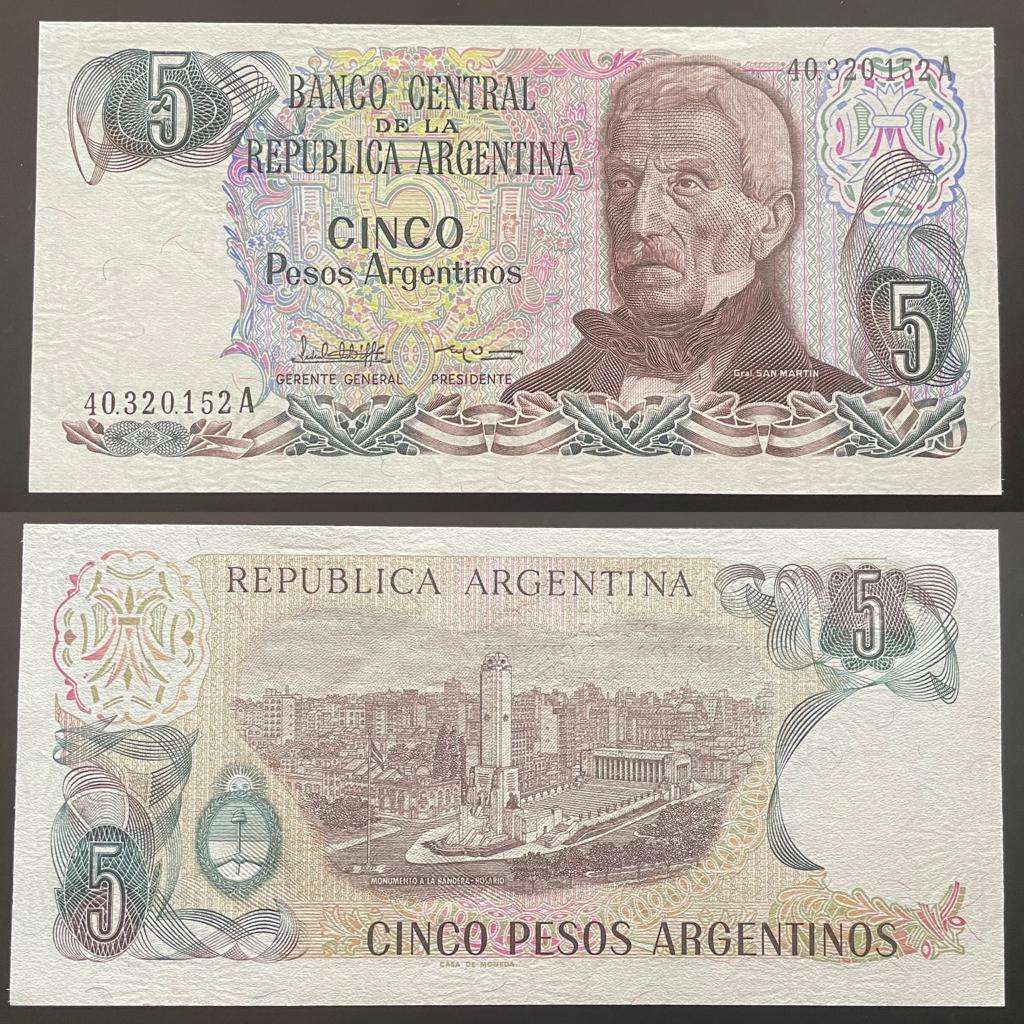 5
BANCO CENTRAL
DE LA
REPUBLICA ARGENTINA
40.320.152 A
CINCO
Pesos Argentinos
5
GERENTE GENERAL PRESIDENTE
Gral. SAN MARTIN
40.320.152 A
5
REPUBLICA ARGENTINA
5
MONUMENTO A LA BANDERA - ROSARIO
5
CINCO PESOS ARGENTINOS
CASA DE MONEDA.